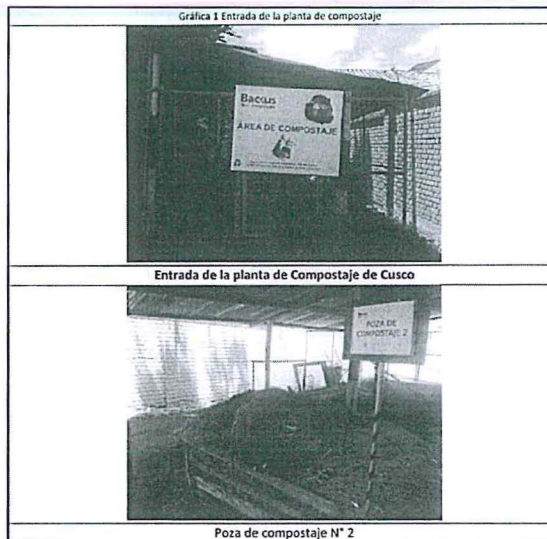 Gráfica 1 Entrada de la planta de compostaje
Baccus
ÁREA DE COMPOSTAJE
Entrada de la planta de Compostaje de Cusco
POZA DE
COMPOSTAJE 2
Poza de compostaje N° 2